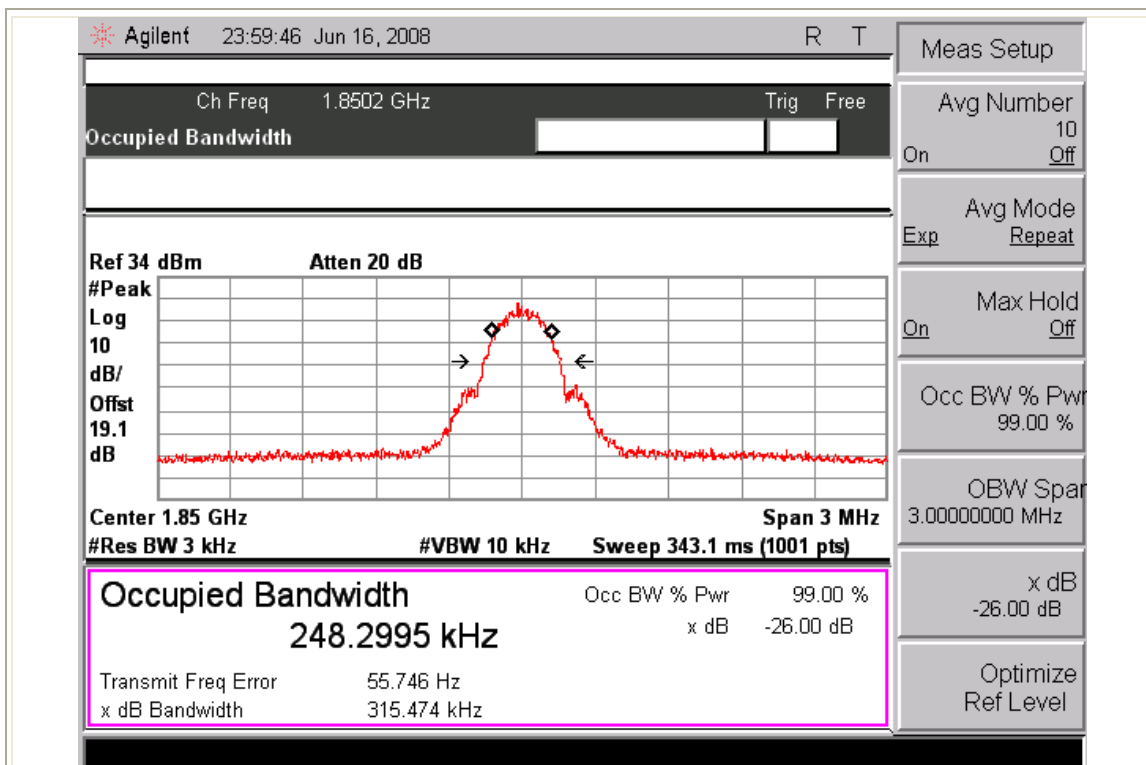 Agilent 23:59:46 Jun 16, 2008 R T
Ch Freq 1.8502 GHz Trig Free
Occupied Bandwidth
Ref 34 dBm Atten 20 dB
#Peak
Log
10
dB/
Offst
19.1
dB
Center 1.85 GHz Span 3 MHz
#Res BW 3 kHz #VBW 10 kHz Sweep 343.1 ms (1001 pts)
Occupied Bandwidth
248.2995 kHz
Occ BW % Pwr 99.00 %
x dB -26.00 dB
Transmit Freq Error 55.746 Hz
x dB Bandwidth 315.474 kHz
Meas Setup
Avg Number
10
On Off
Avg Mode
Exp Repeat
Max Hold
On Off
Occ BW % Pwr
99.00 %
OBW Span
3.00000000 MHz
x dB
-26.00 dB
Optimize
Ref Level